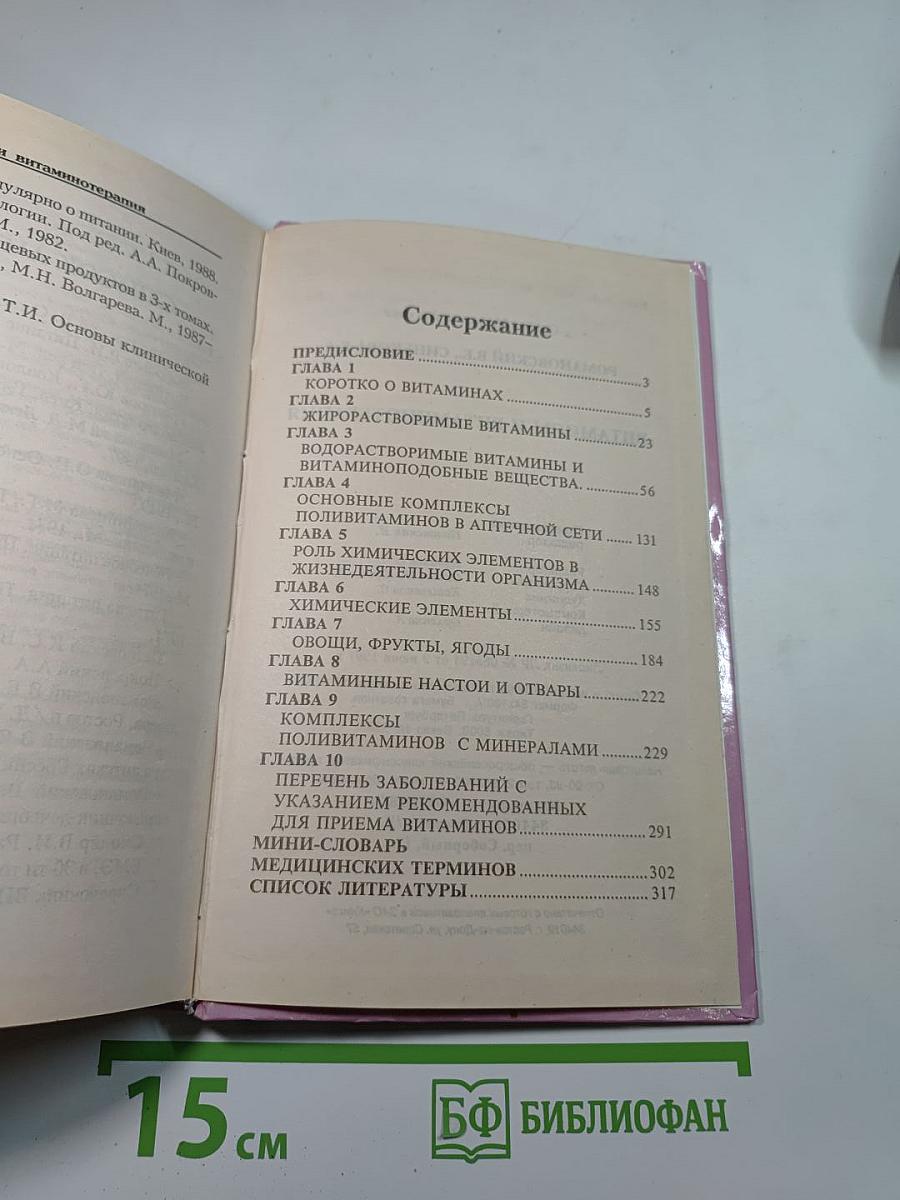 и витаминотерапия
улярно о питании. Киев, 1988.
логии. Под ред. А.А. Покров-
М., 1982.
щевых продуктов в 3-х томах.
, М.Н. Волгарева. М., 1987–
Т.И. Основы клинической
Содержание
ПРЕДИСЛОВИЕ ........ 3
ГЛАВА 1
КОРОТКО О ВИТАМИНАХ ........ 5
ГЛАВА 2
ЖИРОРАСТВОРИМЫЕ ВИТАМИНЫ ........ 23
ГЛАВА 3
ВОДОРАСТВОРИМЫЕ ВИТАМИНЫ И
ВИТАМИНОПОДОБНЫЕ ВЕЩЕСТВА. ........ 56
ГЛАВА 4
ОСНОВНЫЕ КОМПЛЕКСЫ
ПОЛИВИТАМИНОВ В АПТЕЧНОЙ СЕТИ ...... 131
ГЛАВА 5
РОЛЬ ХИМИЧЕСКИХ ЭЛЕМЕНТОВ В
ЖИЗНЕДЕЯТЕЛЬНОСТИ ОРГАНИЗМА ........ 148
ГЛАВА 6
ХИМИЧЕСКИЕ ЭЛЕМЕНТЫ ........ 155
ГЛАВА 7
ОВОЩИ, ФРУКТЫ, ЯГОДЫ ........ 184
ГЛАВА 8
ВИТАМИННЫЕ НАСТОИ И ОТВАРЫ ........ 222
ГЛАВА 9
КОМПЛЕКСЫ
ПОЛИВИТАМИНОВ С МИНЕРАЛАМИ ........ 229
ГЛАВА 10
ПЕРЕЧЕНЬ ЗАБОЛЕВАНИЙ С
УКАЗАНИЕМ РЕКОМЕНДОВАННЫХ
ДЛЯ ПРИЕМА ВИТАМИНОВ ........ 291
МИНИ-СЛОВАРЬ
МЕДИЦИНСКИХ ТЕРМИНОВ ........ 302
СПИСОК ЛИТЕРАТУРЫ ........ 317
15 см
БФ БИБЛИОФАН